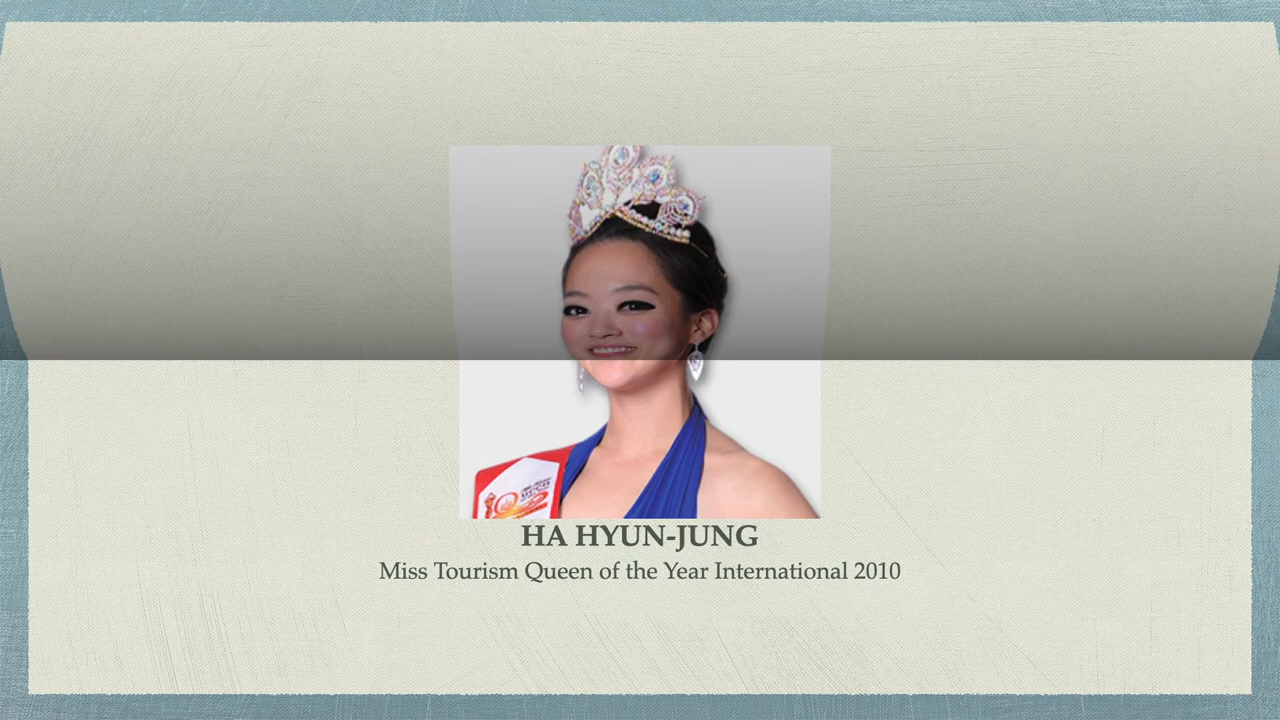 HA HYUN-JUNG
Miss Tourism Queen of the Year International 2010